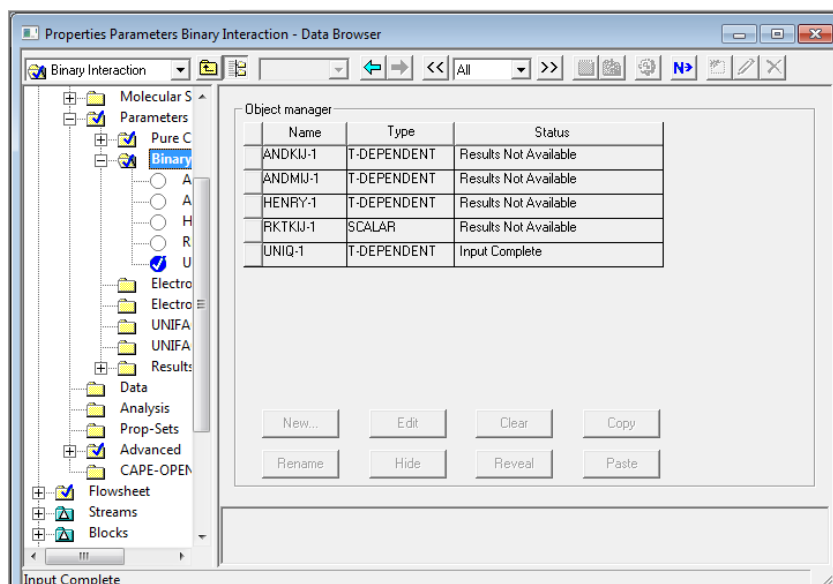 Properties Parameters Binary Interaction - Data Browser
Binary Interaction All N
Molecular S
Parameters
Pure C
Binary
A
A
H
R
U
Electro
Electro
UNIFA
UNIFA
Results
Data
Analysis
Prop-Sets
Advanced
CAPE-OPEN
Flowsheet
Streams
Blocks
Object manager
Name Type Status
ANDKIJ-1 T-DEPENDENT Results Not Available
ANDMIJ-1 T-DEPENDENT Results Not Available
HENRY-1 T-DEPENDENT Results Not Available
RKTKIJ-1 SCALAR Results Not Available
UNIQ-1 T-DEPENDENT Input Complete
New... Edit Clear Copy
Rename Hide Reveal Paste
Input Complete